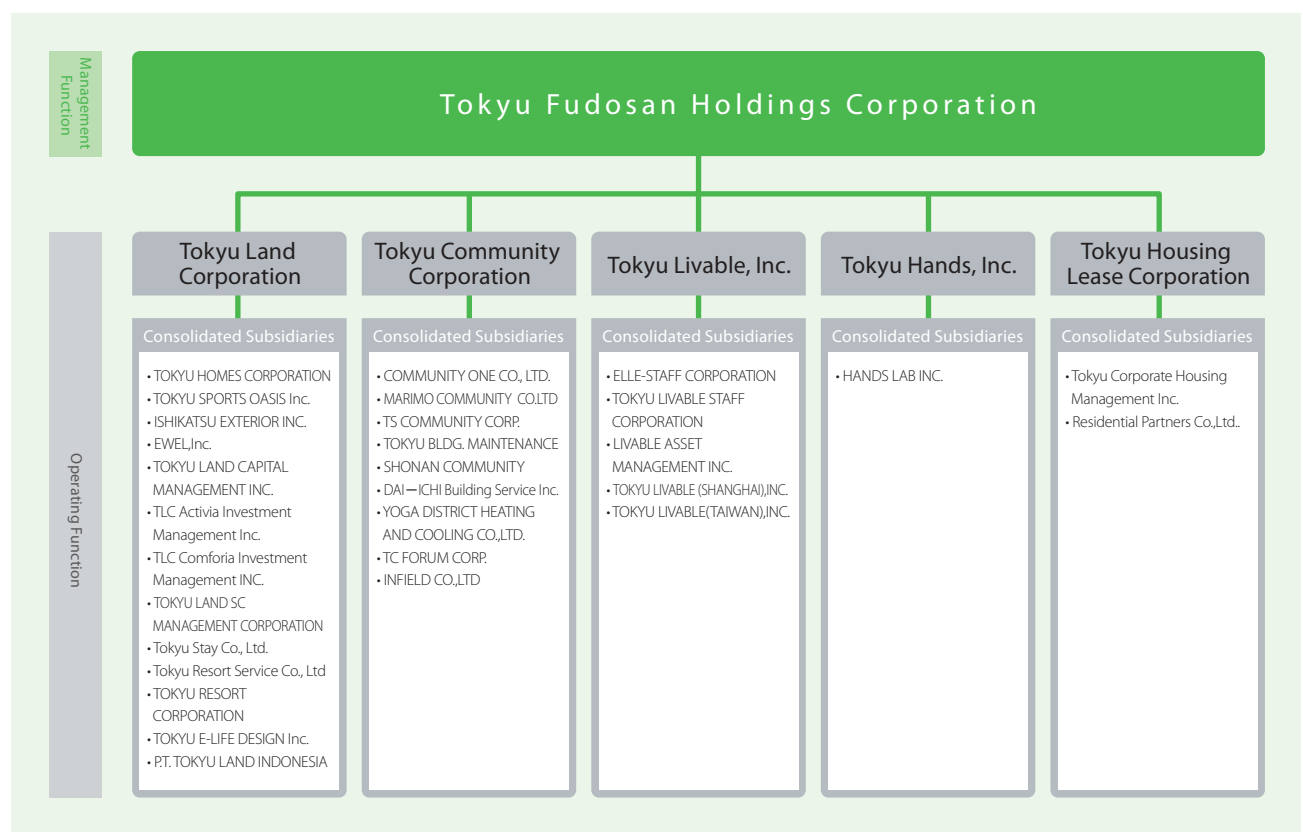 Management
Function
Tokyu Fudosan Holdings Corporation
Operating Function
Tokyu Land
Corporation
Consolidated Subsidiaries
• TOKYU HOMES CORPORATION
• TOKYU SPORTS OASIS Inc.
• ISHIKATSU EXTERIOR INC.
• EWEL,Inc.
• TOKYU LAND CAPITAL
MANAGEMENT INC.
• TLC Activia Investment
Management Inc.
• TLC Comforia Investment
Management INC.
• TOKYU LAND SC
MANAGEMENT CORPORATION
• Tokyu Stay Co., Ltd.
• Tokyu Resort Service Co., Ltd
• TOKYU RESORT
CORPORATION
• TOKYU E-LIFE DESIGN Inc.
• P.T. TOKYU LAND INDONESIA
Tokyu Community
Corporation
Consolidated Subsidiaries
• COMMUNITY ONE CO., LTD.
• MARIMO COMMUNITY CO.LTD
• TS COMMUNITY CORP.
• TOKYU BLDG. MAINTENANCE
• SHONAN COMMUNITY
• DAI－ICHI Building Service Inc.
• YOGA DISTRICT HEATING
AND COOLING CO.,LTD.
• TC FORUM CORP.
• INFIELD CO.,LTD
Tokyu Livable, Inc.
Consolidated Subsidiaries
• ELLE-STAFF CORPORATION
• TOKYU LIVABLE STAFF
CORPORATION
• LIVABLE ASSET
MANAGEMENT INC.
• TOKYU LIVABLE (SHANGHAI),INC.
• TOKYU LIVABLE(TAIWAN),INC.
Tokyu Hands, Inc.
Consolidated Subsidiaries
• HANDS LAB INC.
Tokyu Housing
Lease Corporation
Consolidated Subsidiaries
• Tokyu Corporate Housing
Management Inc.
• Residential Partners Co.,Ltd..